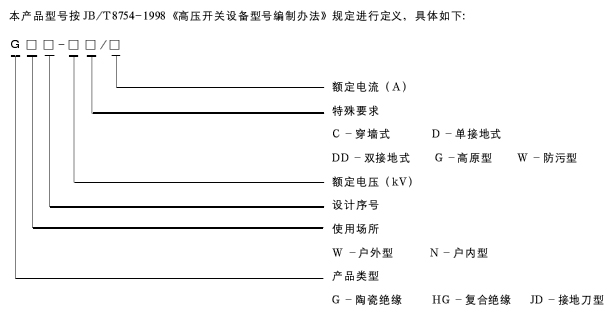 本产品型号按JB/T8754-1998《高压开关设备型号编制办法》规定进行定义，具体如下:
G□□-□□/□
额定电流(A)
特殊要求
C-穿墙式 D-单接地式
DD-双接地式 G-高原型 W-防污型
额定电压(kV)
设计序号
使用场所
W-户外型 N-户内型
产品类型
G-陶瓷绝缘 HG-复合绝缘 JD-接地刀型